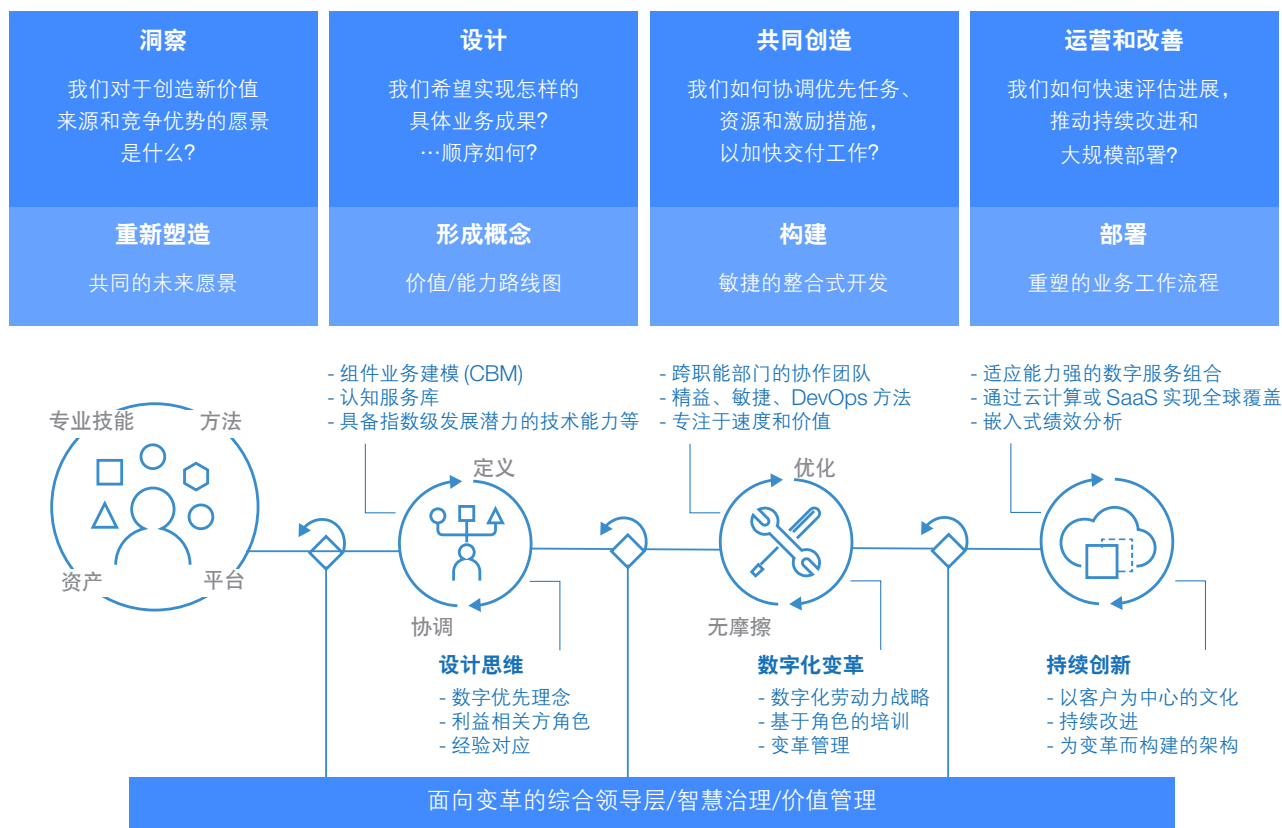 洞察
我们对于创造新价值
来源和竞争优势的愿景
是什么?
设计
我们希望实现怎样的
具体业务成果?
…顺序如何?
共同创造
我们如何协调优先任务、
资源和激励措施，
以加快交付工作?
运营和改善
我们如何快速评估进展，
推动持续改进和
大规模部署?
重新塑造
共同的未来愿景
形成概念
价值/能力路线图
构建
敏捷的整合式开发
部署
重塑的业务工作流程
专业技能
方法
资产
平台
- 组件业务建模 (CBM)
- 认知服务库
- 具备指数级发展潜力的技术能力等
定义
协调
设计思维
- 数字优先理念
- 利益相关方角色
- 经验对应
- 跨职能部门的协作团队
- 精益、敏捷、DevOps 方法
- 专注于速度和价值
优化
无摩擦
数字化变革
- 数字化劳动力战略
- 基于角色的培训
- 变革管理
- 适应能力强的数字服务组合
- 通过云计算或 SaaS 实现全球覆盖
- 嵌入式绩效分析
持续创新
- 以客户为中心的文化
- 持续改进
- 为变革而构建的架构
面向变革的综合领导层/智慧治理/价值管理